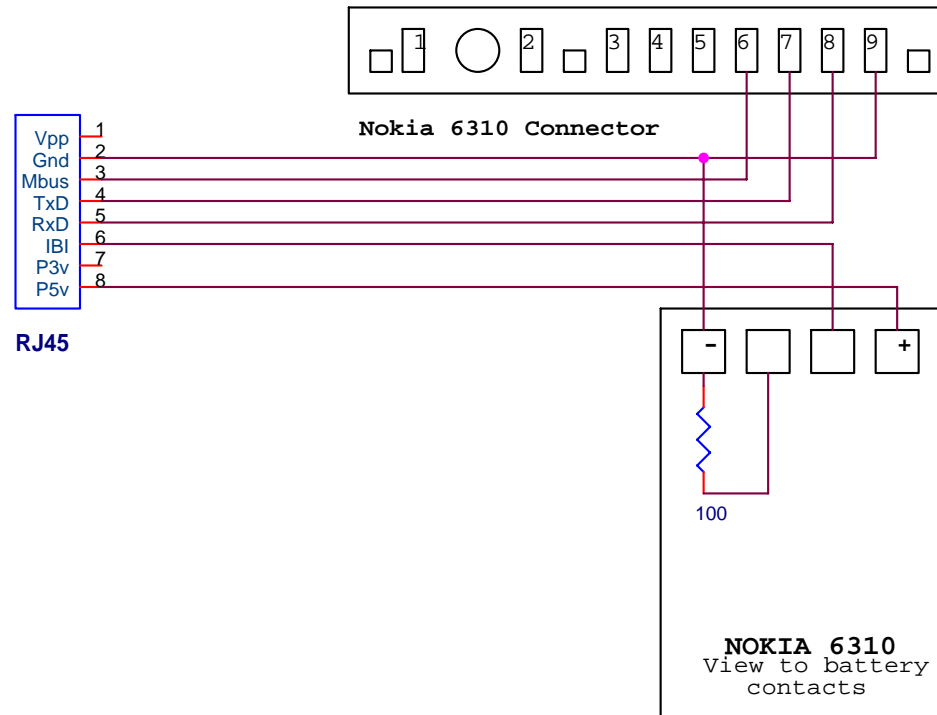 1 2 3 4 5 6 7 8 9
Nokia 6310 Connector
Vpp 1
Gnd 2
Mbus 3
TxD 4
RxD 5
IBI 6
P3v 7
P5v 8
RJ45
- +
100
NOKIA 6310
View to battery
contacts